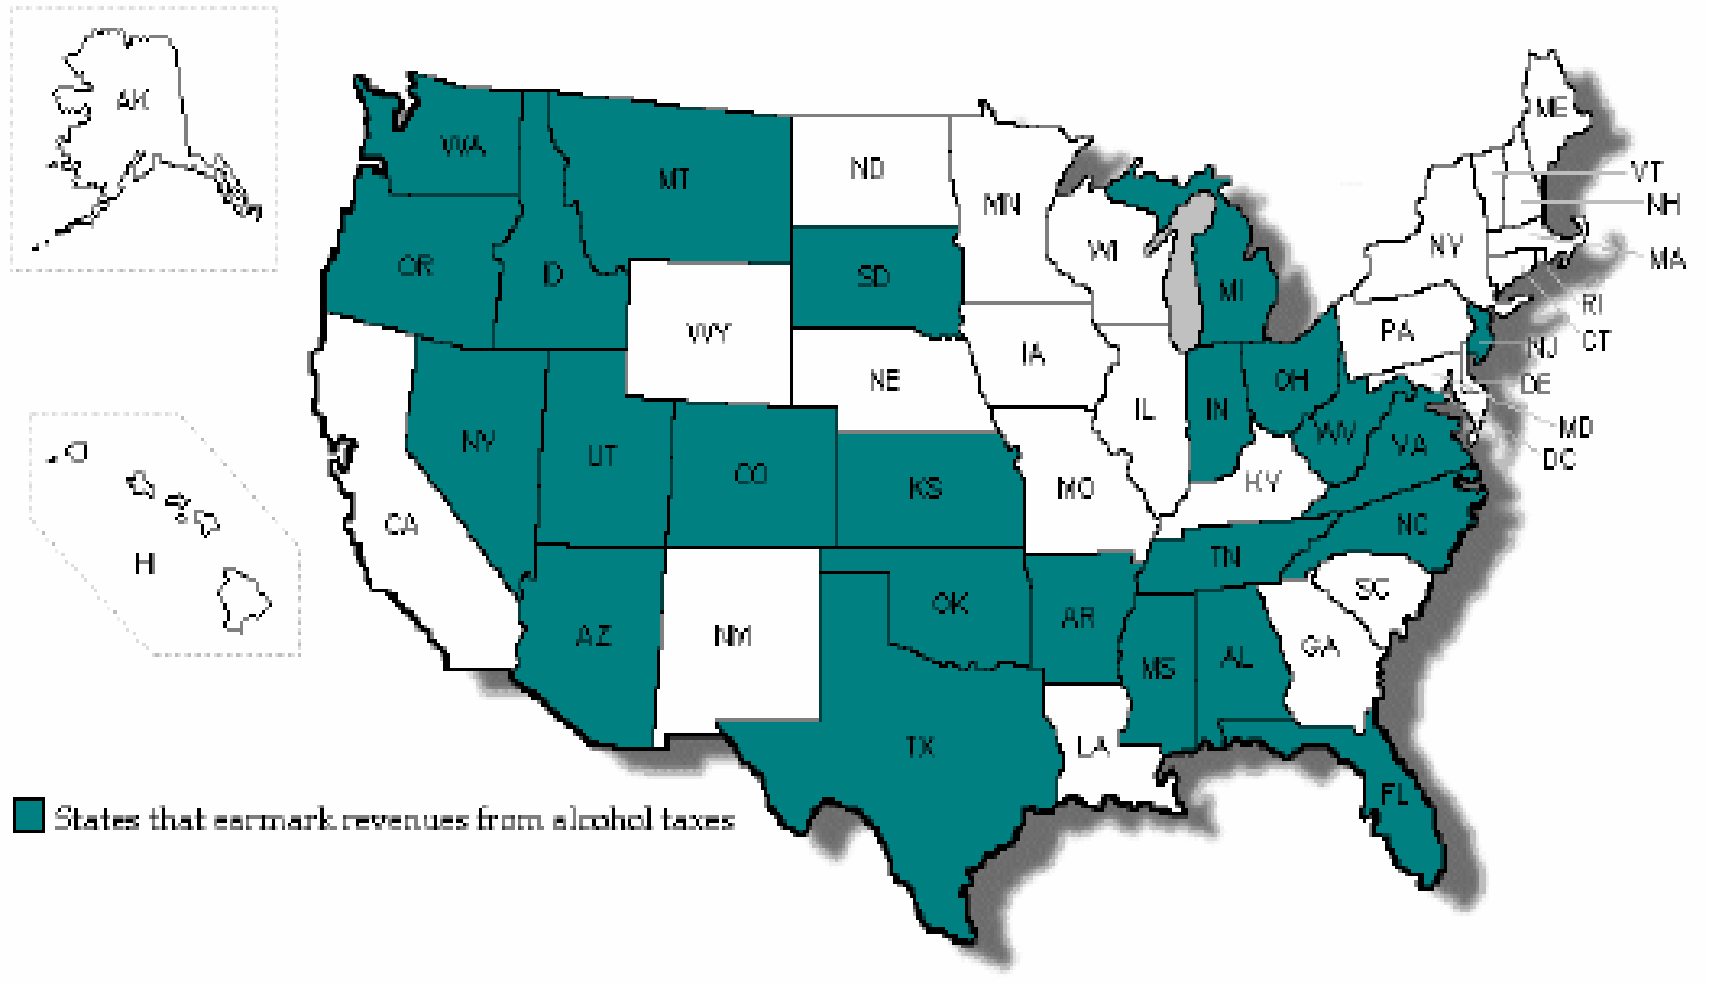 AK
WA
MT
ND
MN
ME
VT
NH
MA
RI
CT
NJ
DE
MD
DC
OR
ID
SD
WI
MI
NY
WY
PA
IA
NE
OH
IL
IN
NV
UT
CO
KS
MO
KY
WV
VA
CA
NC
TN
HI
AZ
NM
OK
AR
SC
MS
AL
GA
TX
LA
FL
States that earmark revenues from alcohol taxes